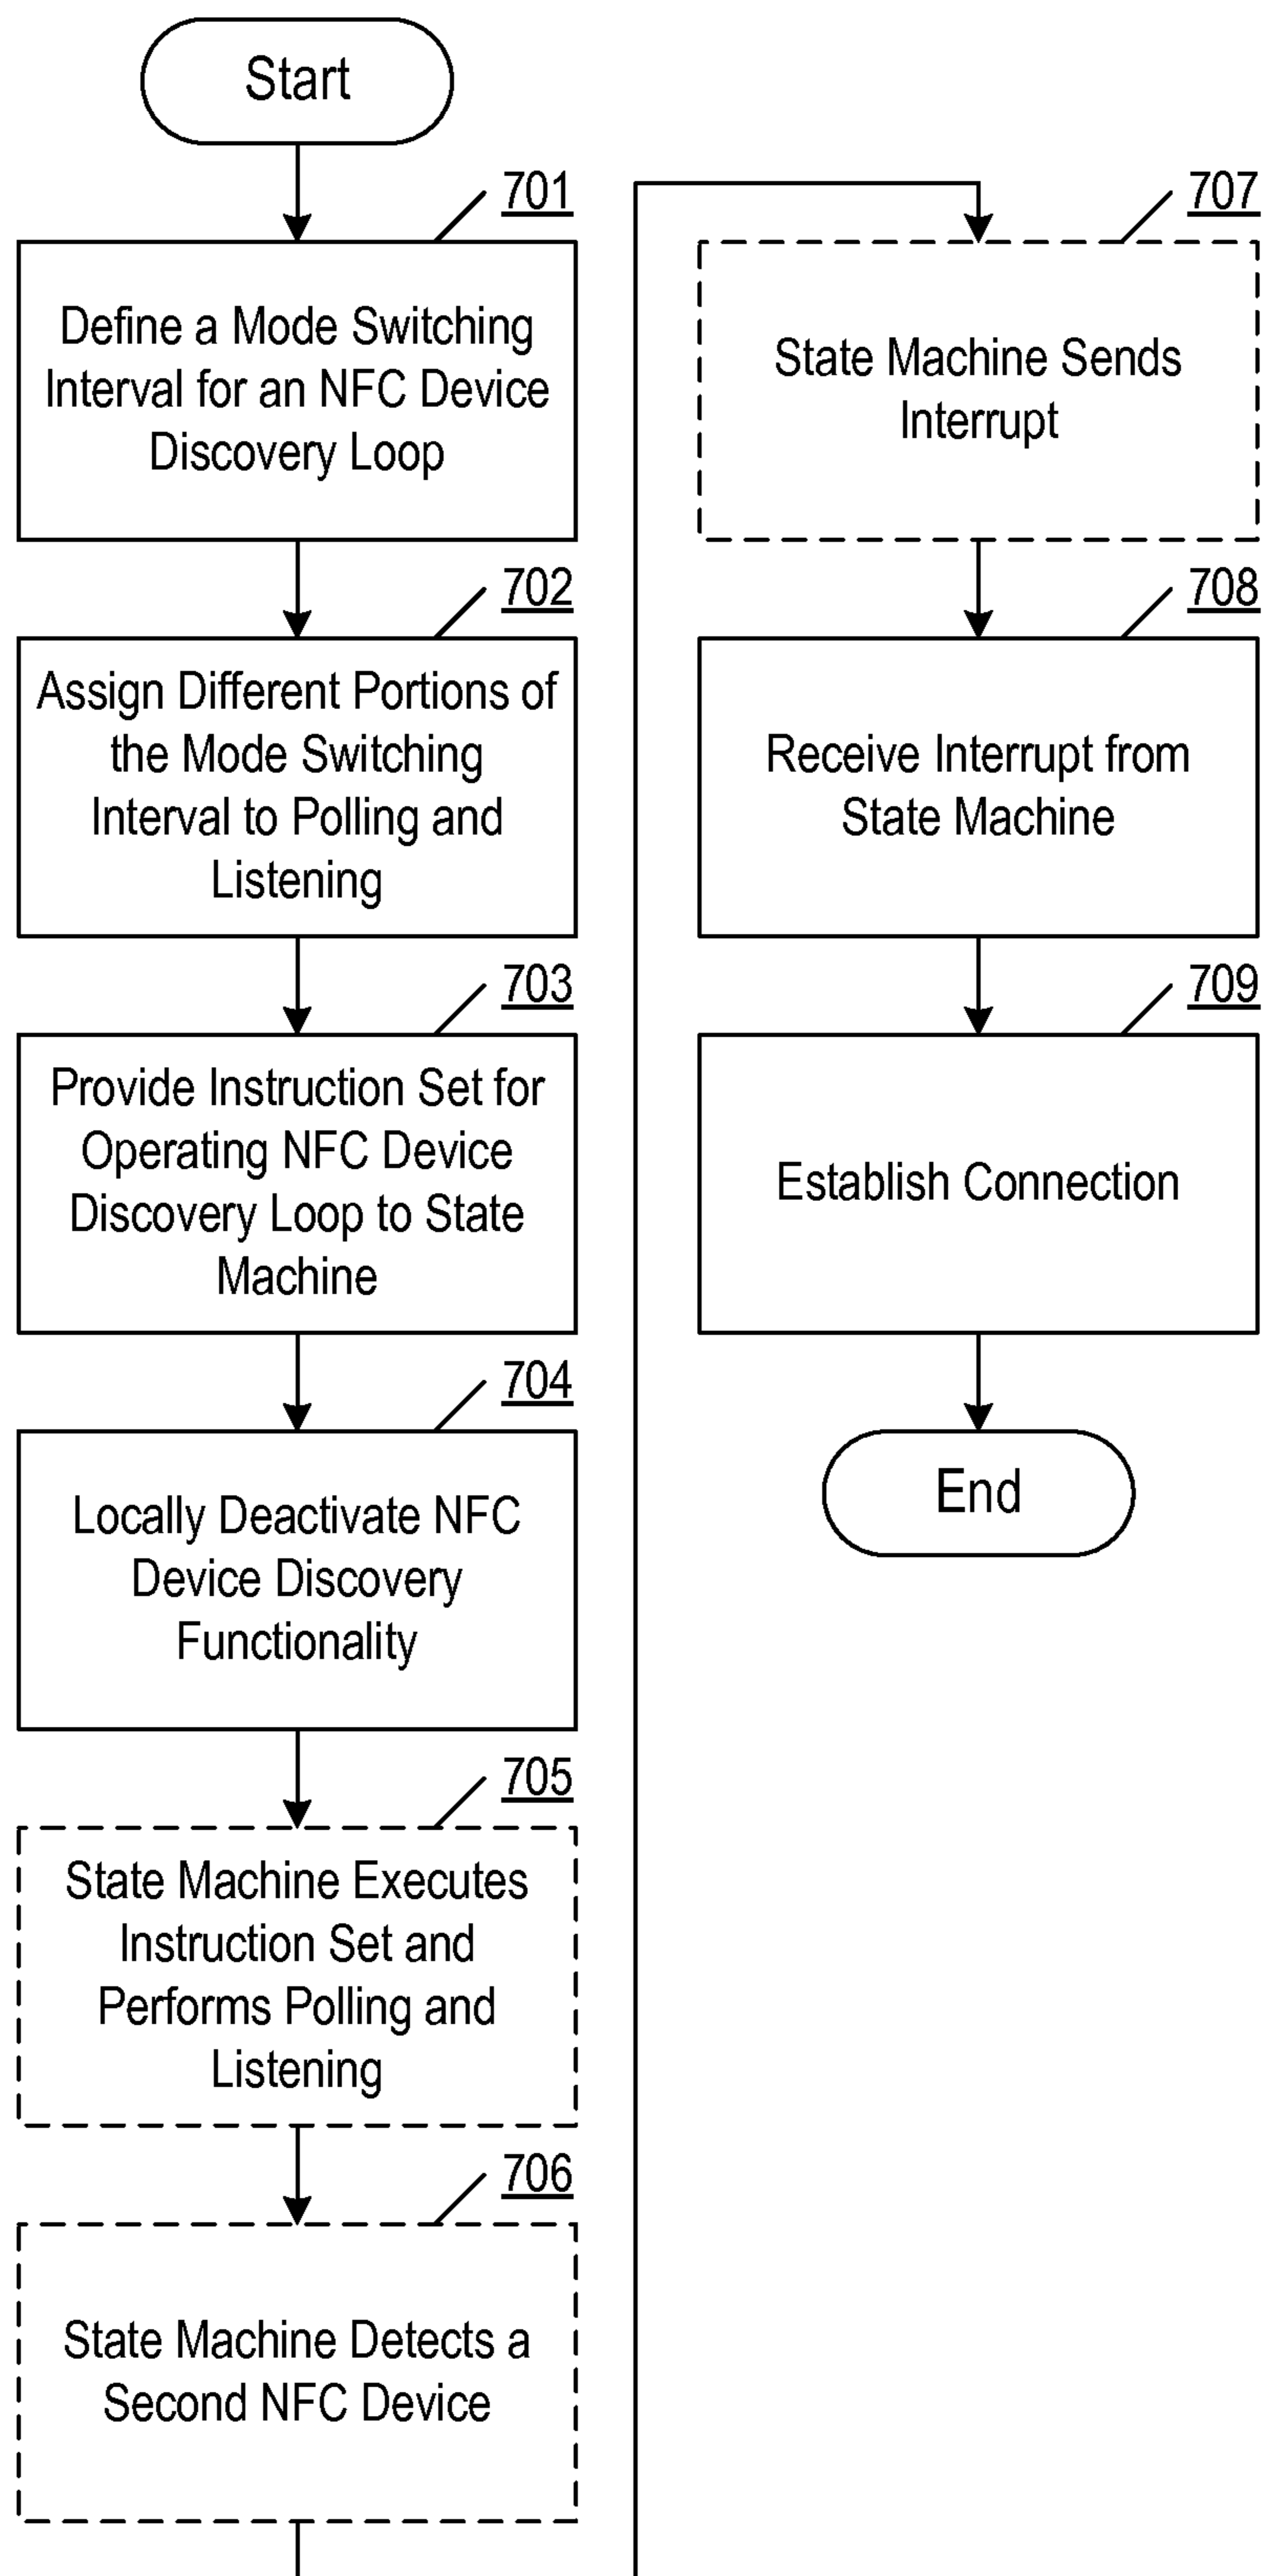 Start
701
Define a Mode Switching
Interval for an NFC Device
Discovery Loop
702
Assign Different Portions of
the Mode Switching
Interval to Polling and
Listening
703
Provide Instruction Set for
Operating NFC Device
Discovery Loop to State
Machine
704
Locally Deactivate NFC
Device Discovery
Functionality
705
State Machine Executes
Instruction Set and
Performs Polling and
Listening
706
State Machine Detects a
Second NFC Device
707
State Machine Sends
Interrupt
708
Receive Interrupt from
State Machine
709
Establish Connection
End